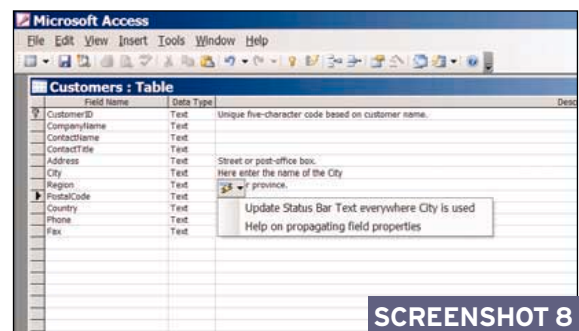 Microsoft Access
File Edit View Insert Tools Window Help
Customers : Table
Field Name Data Type Desc
CustomerID Text Unique five-character code based on customer name.
CompanyName Text
ContactName Text
ContactTitle Text
Address Text Street or post-office box.
City Text Here enter the name of the City
Region Text r province.
PostalCode Text
Country Text
Phone Text
Fax Text
Update Status Bar Text everywhere City is used
Help on propagating field properties
SCREENSHOT 8